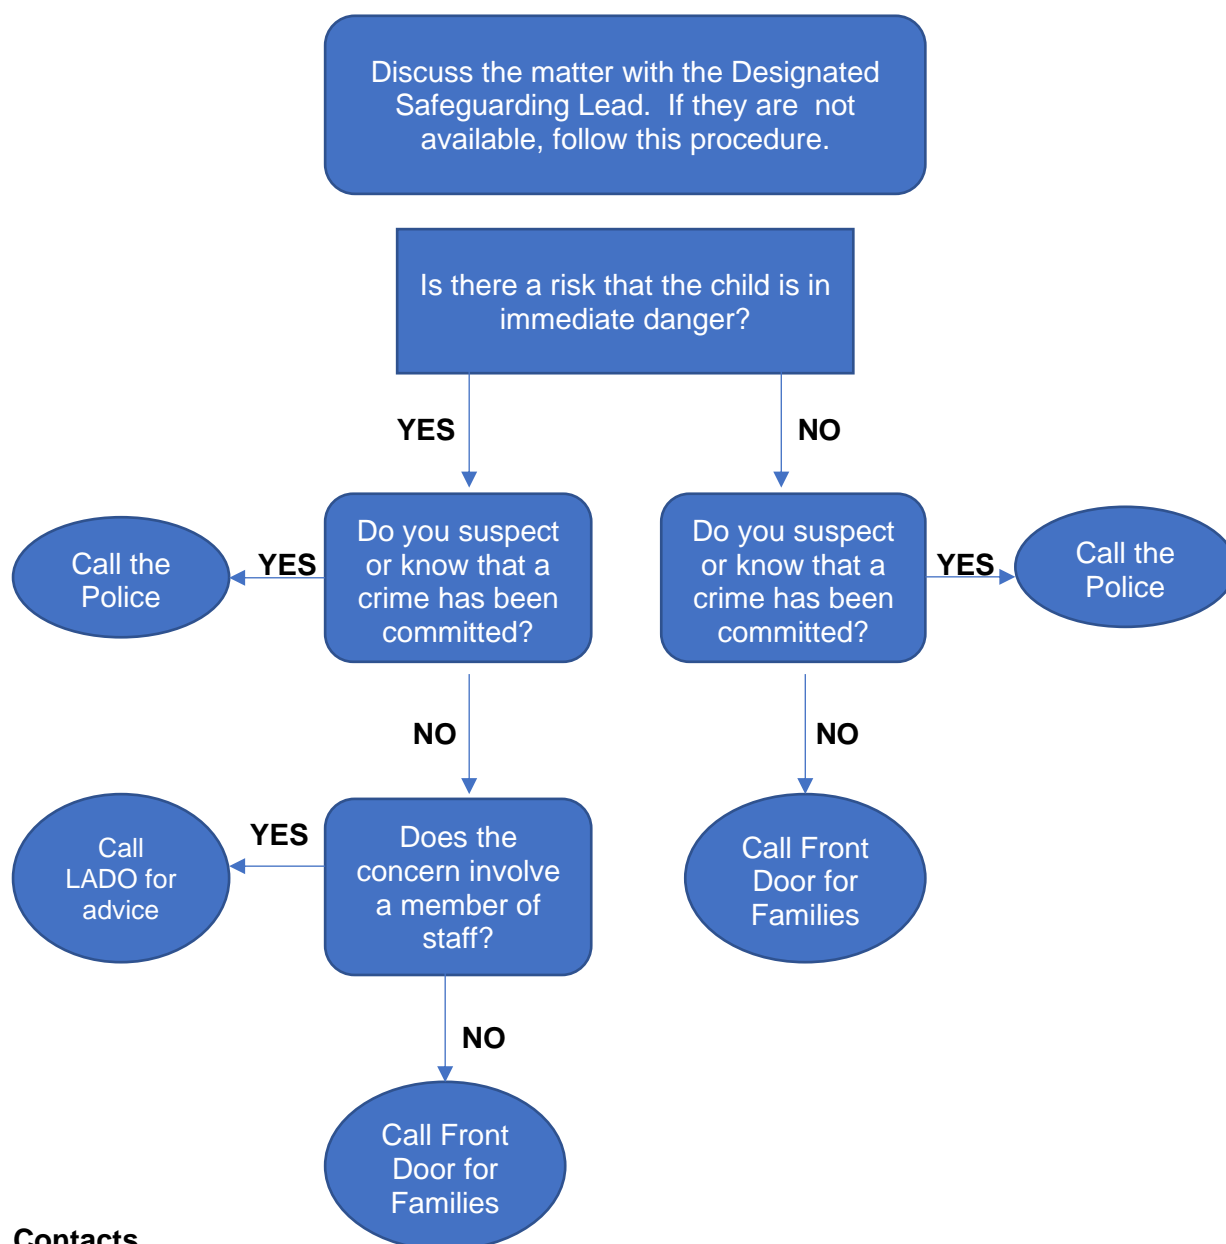 Discuss the matter with the Designated
Safeguarding Lead.  If they are  not
available, follow this procedure.
Is there a risk that the child is in
immediate danger?
YES
NO
Call the
Police
YES
Do you suspect
or know that a
crime has been
committed?
Do you suspect
or know that a
crime has been
committed?
YES
Call the
Police
NO
NO
Call
LADO for
advice
YES
Does the
concern involve
a member of
staff?
Call Front
Door for
Families
NO
Call Front
Door for
Families
Contacts